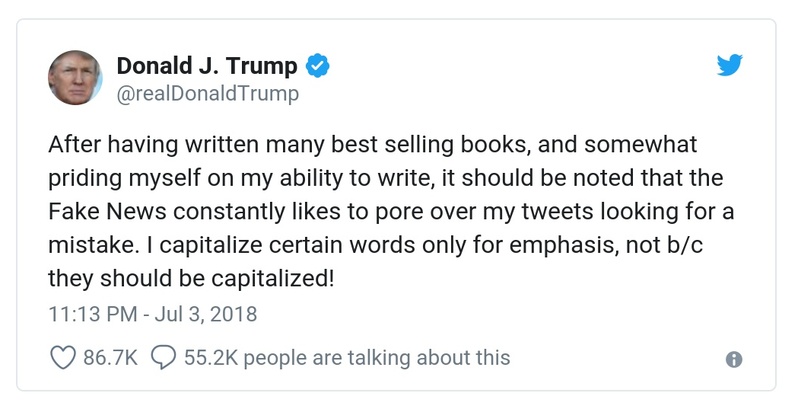 Donald J. Trump
@realDonaldTrump
After having written many best selling books, and somewhat
priding myself on my ability to write, it should be noted that the
Fake News constantly likes to pore over my tweets looking for a
mistake. I capitalize certain words only for emphasis, not b/c
they should be capitalized!
11:13 PM - Jul 3, 2018
86.7K 55.2K people are talking about this